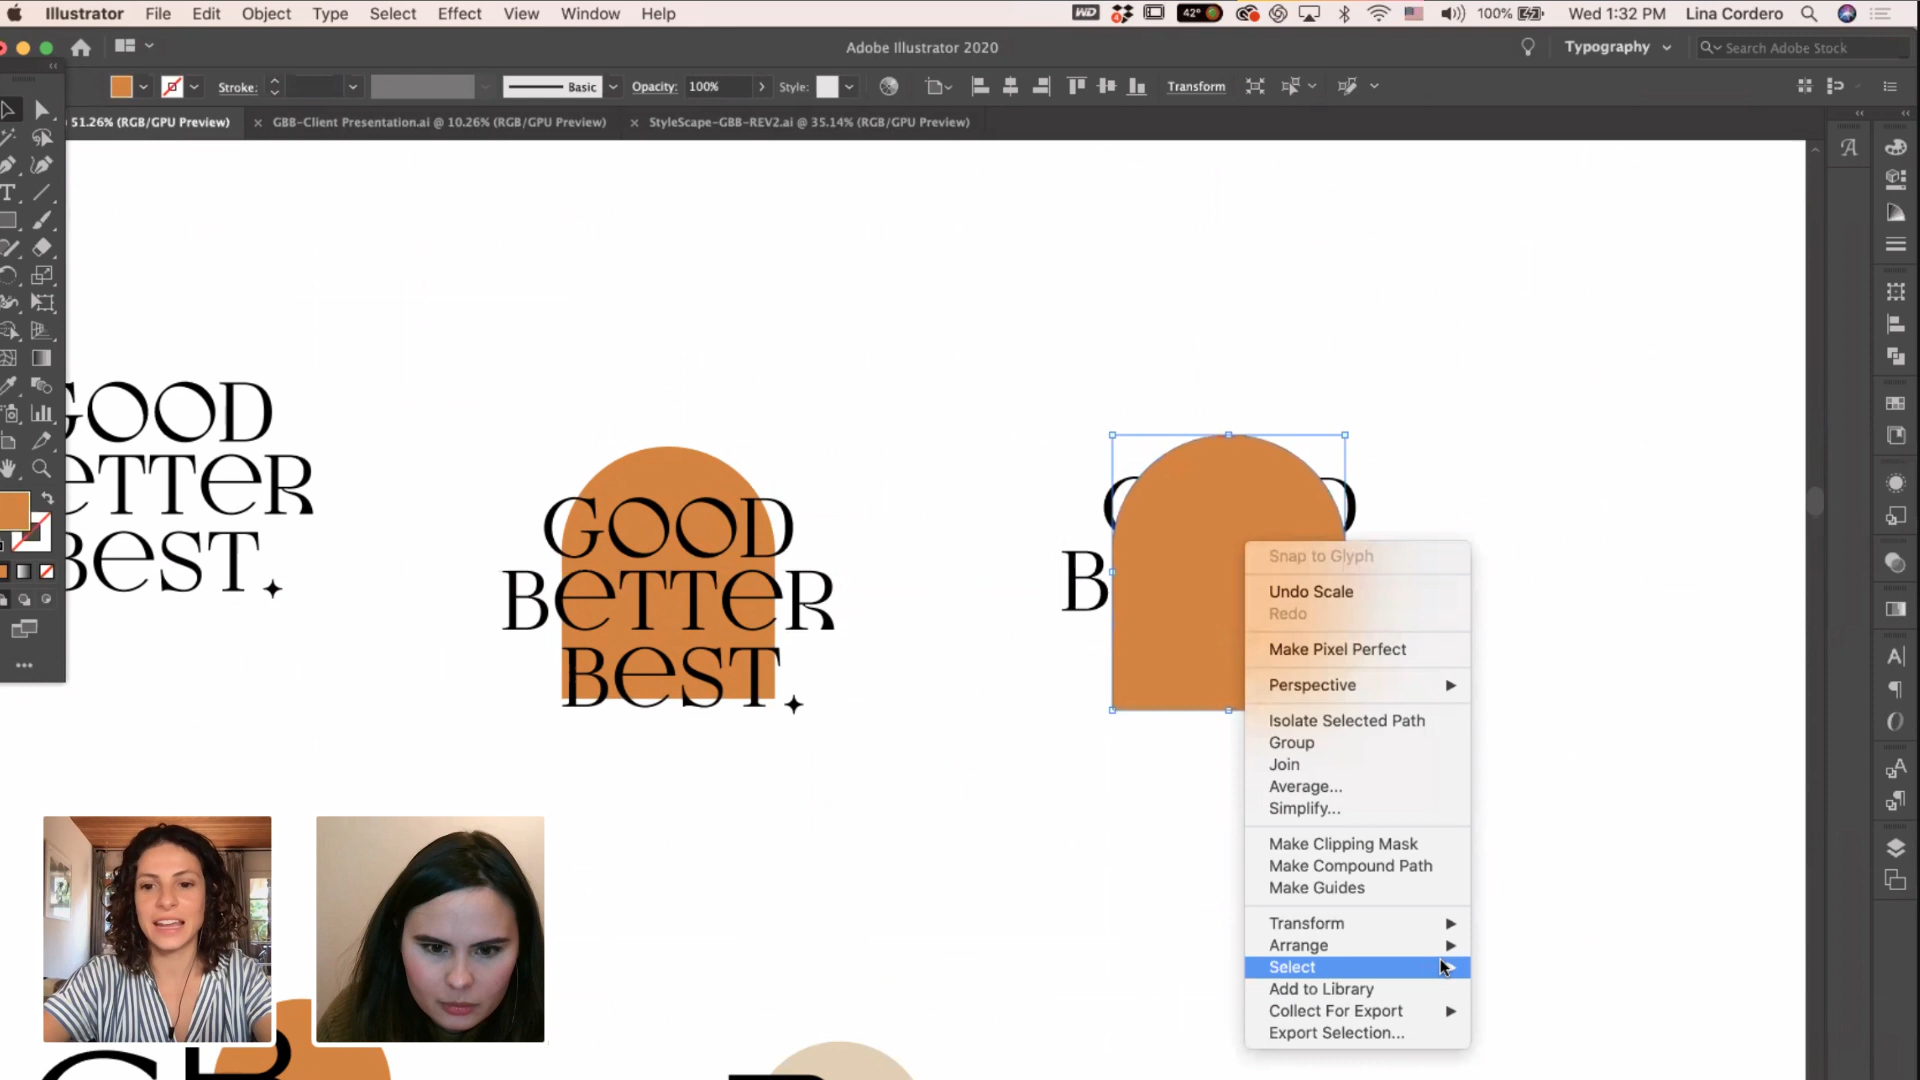 Illustrator File Edit Object Type Select Effect View Window Help
WD 4 42° 100% Wed 1:32 PM Lina Cordero
Adobe Illustrator 2020
Typography
Search Adobe Stock
Stroke: Basic Opacity: 100% Style: Transform
51.26% (RGB/GPU Preview)
× GBB-Client Presentation.ai @ 10.26% (RGB/GPU Preview)
× StyleScape-GBB-REV2.ai @ 35.14% (RGB/GPU Preview)
GOOD
eTTeR
BeST.
GOOD
BeTTeR
BeST.
B
Snap to Glyph
Undo Scale
Redo
Make Pixel Perfect
Perspective
Isolate Selected Path
Group
Join
Average...
Simplify...
Make Clipping Mask
Make Compound Path
Make Guides
Transform
Arrange
Select
Add to Library
Collect For Export
Export Selection...